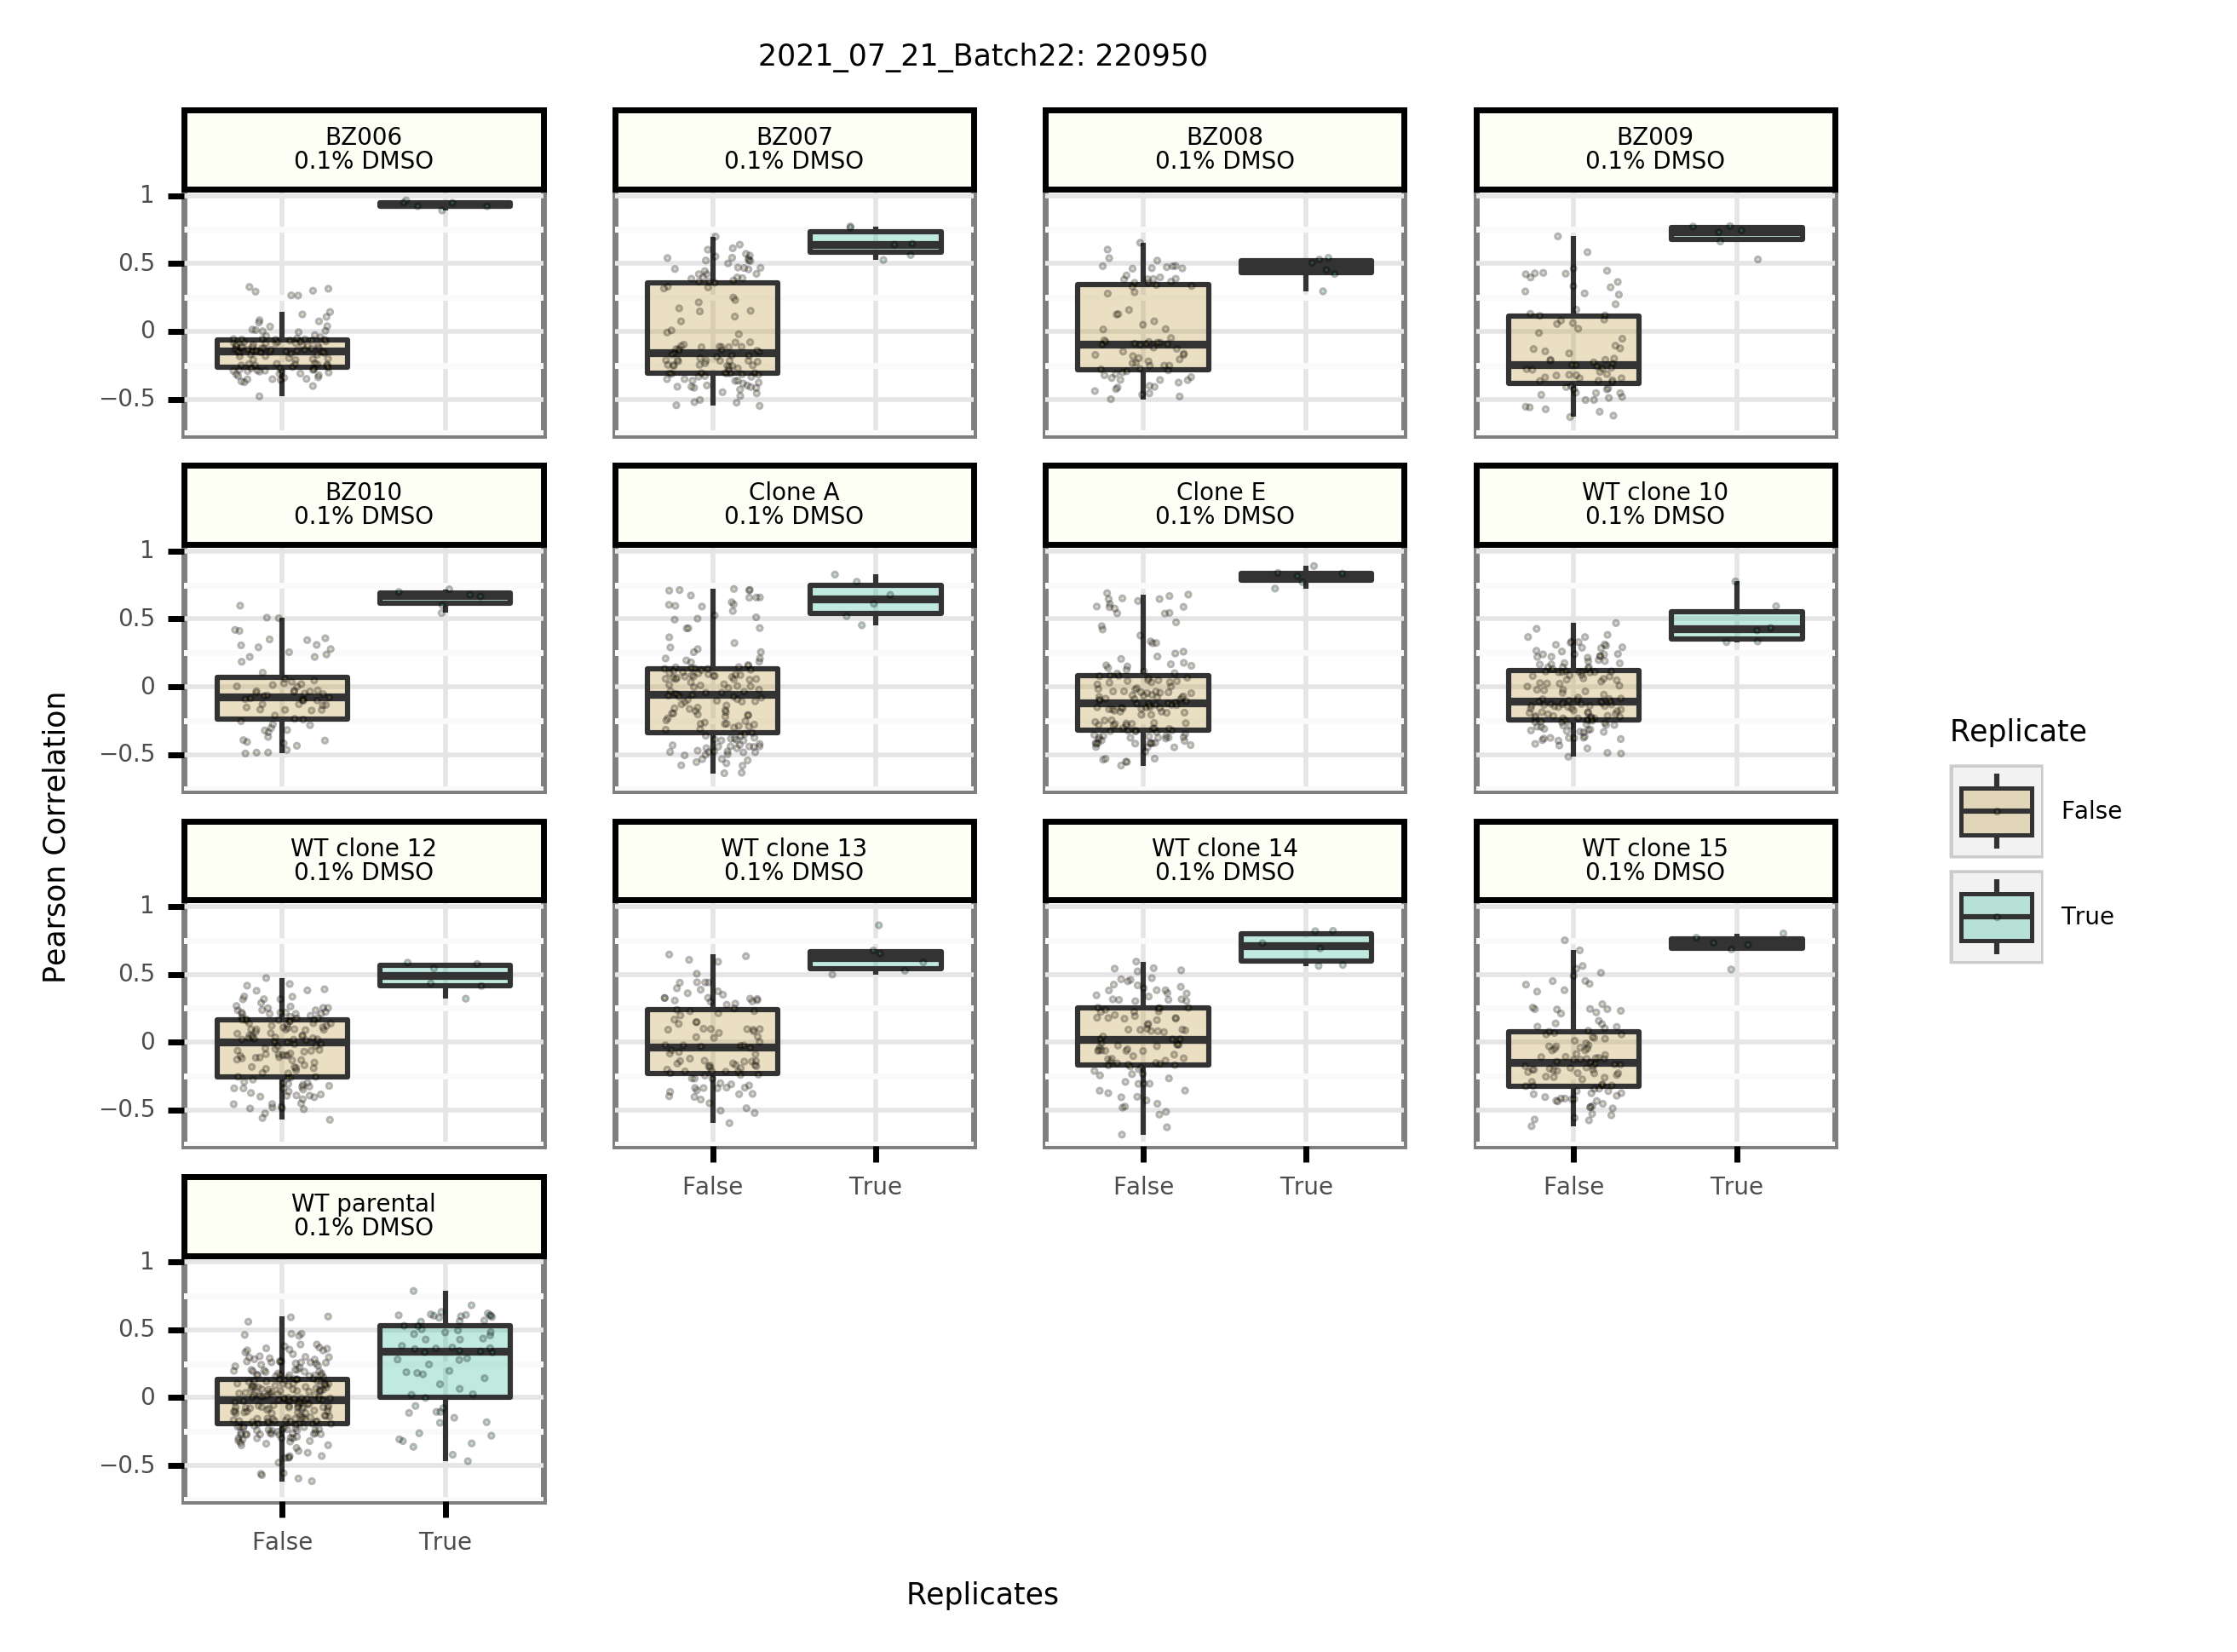 2021_07_21_Batch22: 220950
BZ006
0.1% DMSO
BZ007
0.1% DMSO
BZ008
0.1% DMSO
BZ009
0.1% DMSO
1
0.5
0
−0.5
BZ010
0.1% DMSO
Clone A
0.1% DMSO
Clone E
0.1% DMSO
WT clone 10
0.1% DMSO
1
0.5
0
−0.5
WT clone 12
0.1% DMSO
WT clone 13
0.1% DMSO
WT clone 14
0.1% DMSO
WT clone 15
0.1% DMSO
1
0.5
0
−0.5
False
True
False
True
False
True
WT parental
0.1% DMSO
1
0.5
0
−0.5
False
True
Replicates
Pearson Correlation
Replicate
False
True